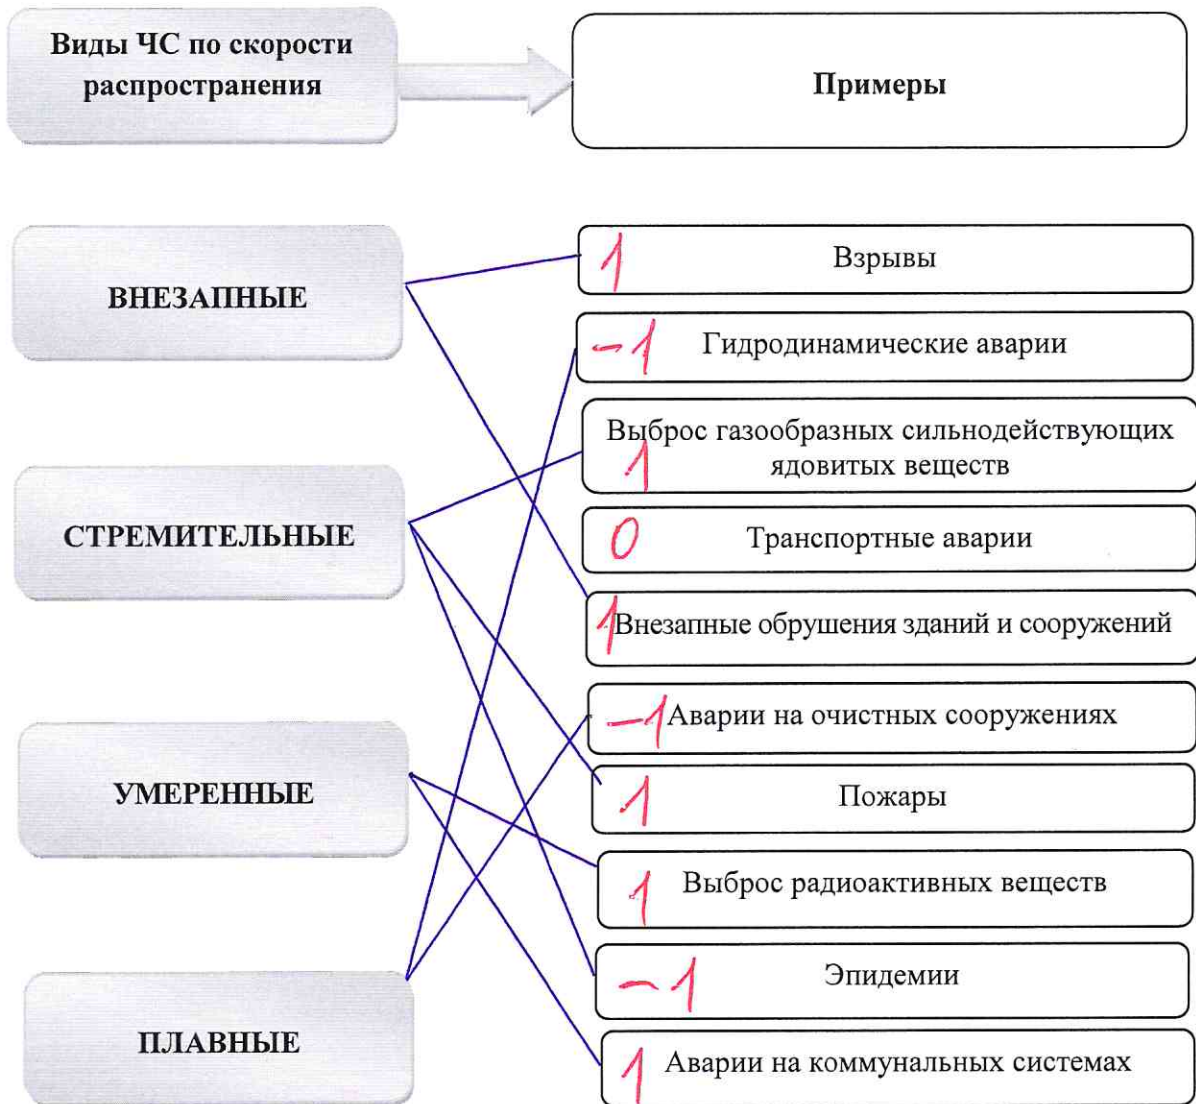 Виды ЧС по скорости
распространения
Примеры
ВНЕЗАПНЫЕ
СТРЕМИТЕЛЬНЫЕ
УМЕРЕННЫЕ
ПЛАВНЫЕ
1 Взрывы
-1 Гидродинамические аварии
Выброс газообразных сильнодействующих
1 ядовитых веществ
0 Транспортные аварии
1 Внезапные обрушения зданий и сооружений
-1 Аварии на очистных сооружениях
1 Пожары
1 Выброс радиоактивных веществ
-1 Эпидемии
1 Аварии на коммунальных системах